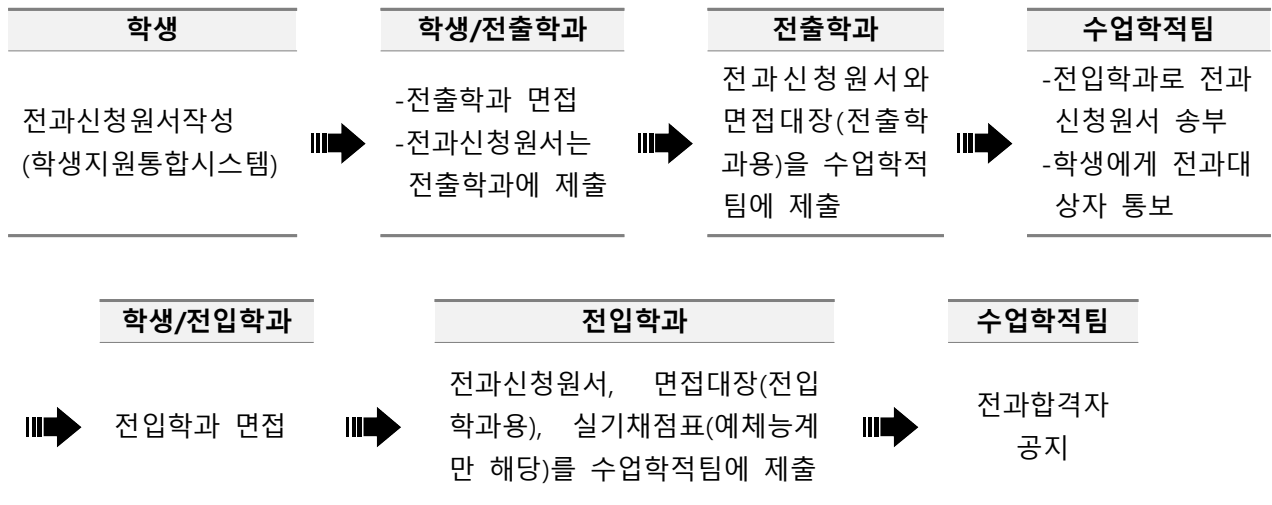 학생
전과신청원서작성
(학생지원통합시스템)
학생/전출학과
-전출학과 면접
-전과신청원서는
전출학과에 제출
전출학과
전과신청원서와
면접대장(전출학
과용)을 수업학적
팀에 제출
수업학적팀
-전입학과로 전과
신청원서 송부
-학생에게 전과대
상자 통보
학생/전입학과
전입학과 면접
전입학과
전과신청원서, 면접대장(전입
학과용), 실기채점표(예체능계
만 해당)를 수업학적팀에 제출
수업학적팀
전과합격자
공지